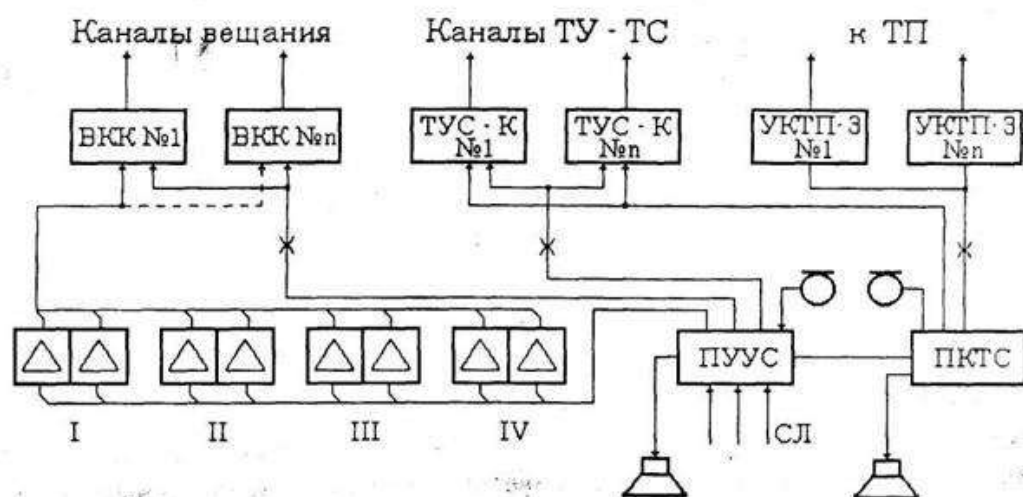 Каналы вещания Каналы ТУ - ТС к ТП
ВКК №1 ВКК №n ТУС - К №1 ТУС - К №n УКТП - 3 №1 УКТП - 3 №n
ПУУС ПКТС
I II III IV СЛ